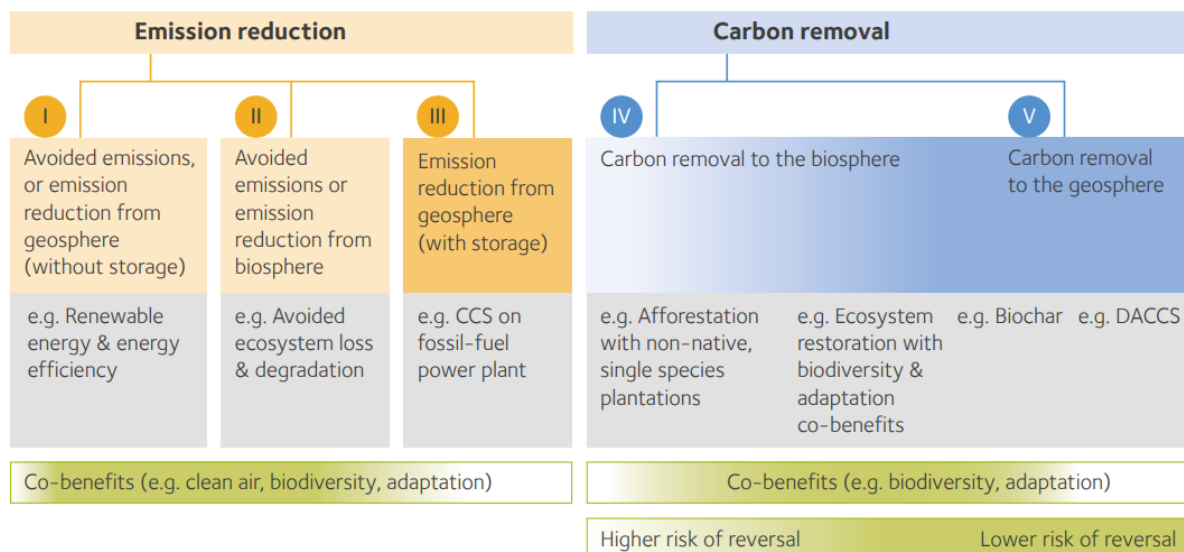 Emission reduction
I
Avoided emissions,
or emission
reduction from
geosphere
(without storage)
e.g. Renewable
energy & energy
efficiency
II
Avoided
emissions or
emission
reduction from
biosphere
e.g. Avoided
ecosystem loss
& degradation
III
Emission
reduction from
geosphere
(with storage)
e.g. CCS on
fossil-fuel
power plant
Co-benefits (e.g. clean air, biodiversity, adaptation)
Carbon removal
IV
Carbon removal to the biosphere
V
Carbon removal
to the geosphere
e.g. Afforestation
with non-native,
single species
plantations
e.g. Ecosystem
restoration with
biodiversity &
adaptation
co-benefits
e.g. Biochar
e.g. DACCS
Co-benefits (e.g. biodiversity, adaptation)
Higher risk of reversal
Lower risk of reversal